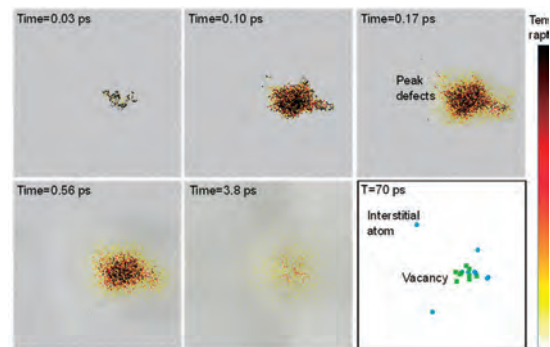 Time=0.03 ps
Time=0.10 ps
Time=0.17 ps
Peak
defects
Time=0.56 ps
Time=3.8 ps
T=70 ps
Interstitial
atom
Vacancy